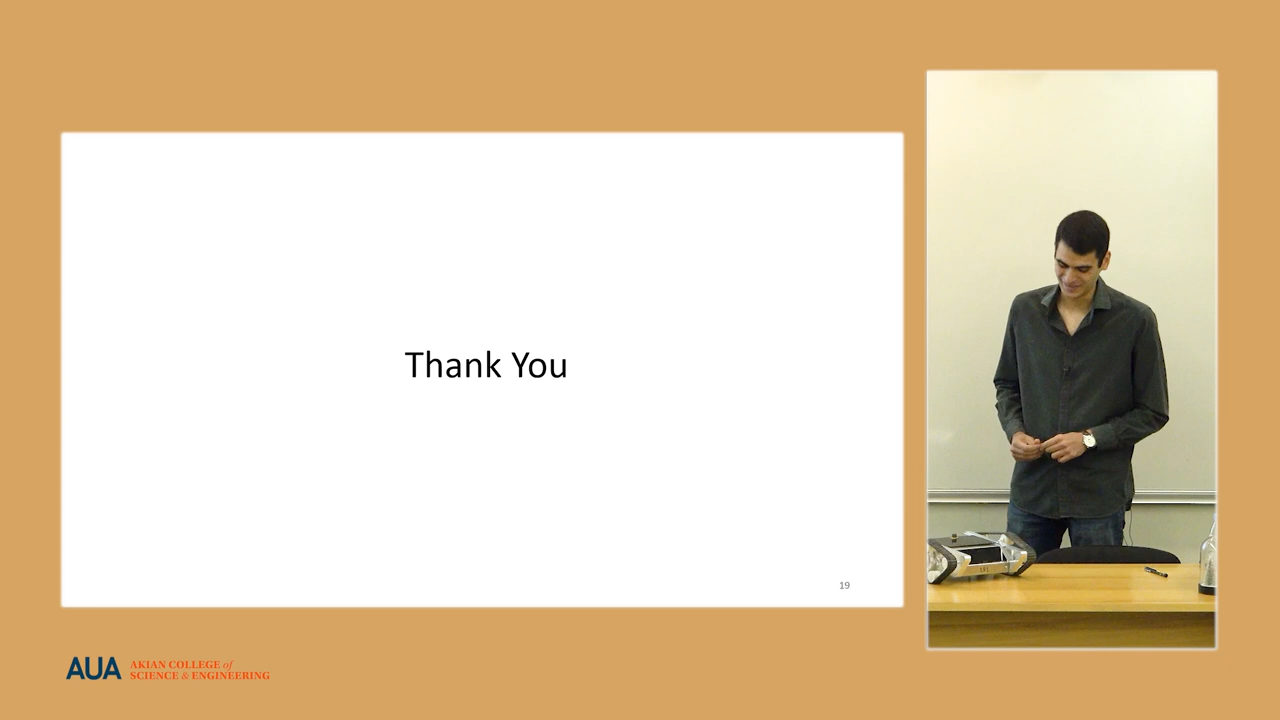 Thank You
19
AUA
AKIAN COLLEGE of
SCIENCE & ENGINEERING